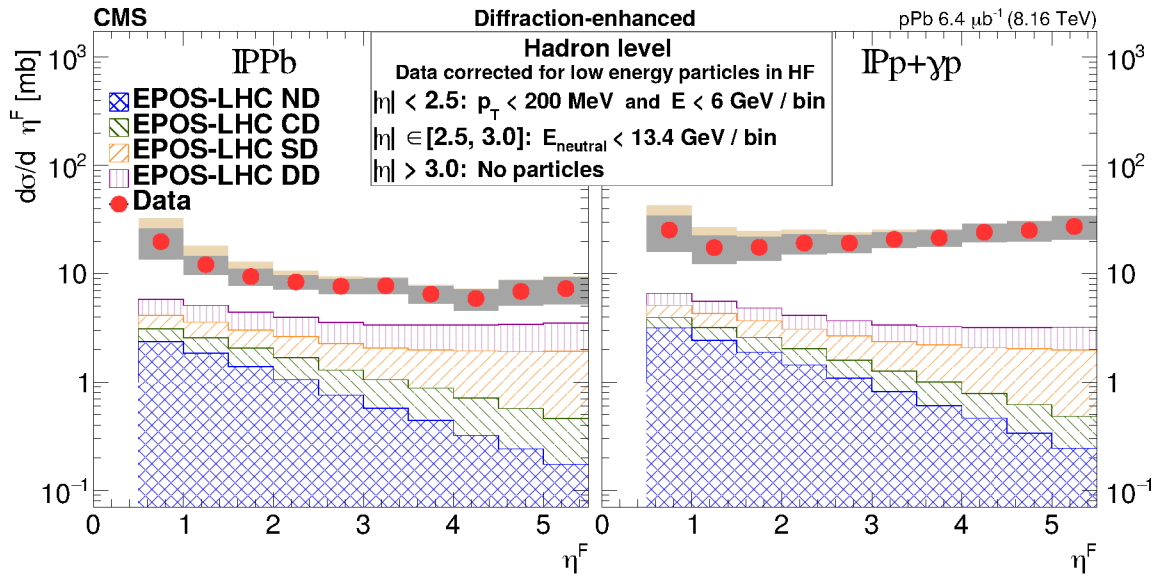 CMS Diffraction-enhanced pPb 6.4 μb⁻¹ (8.16 TeV)
dσ/d η^F [mb]
10³
10²
10
1
10⁻¹
IPPb
EPOS-LHC ND
EPOS-LHC CD
EPOS-LHC SD
EPOS-LHC DD
Data
Hadron level
Data corrected for low energy particles in HF
|η| < 2.5: p_T < 200 MeV and E < 6 GeV / bin
|η| ∈ [2.5, 3.0]: E_neutral < 13.4 GeV / bin
|η| > 3.0: No particles
IPp+γp
10³
10²
10
1
10⁻¹
0 1 2 3 4 5 0 1 2 3 4 5
η^F η^F